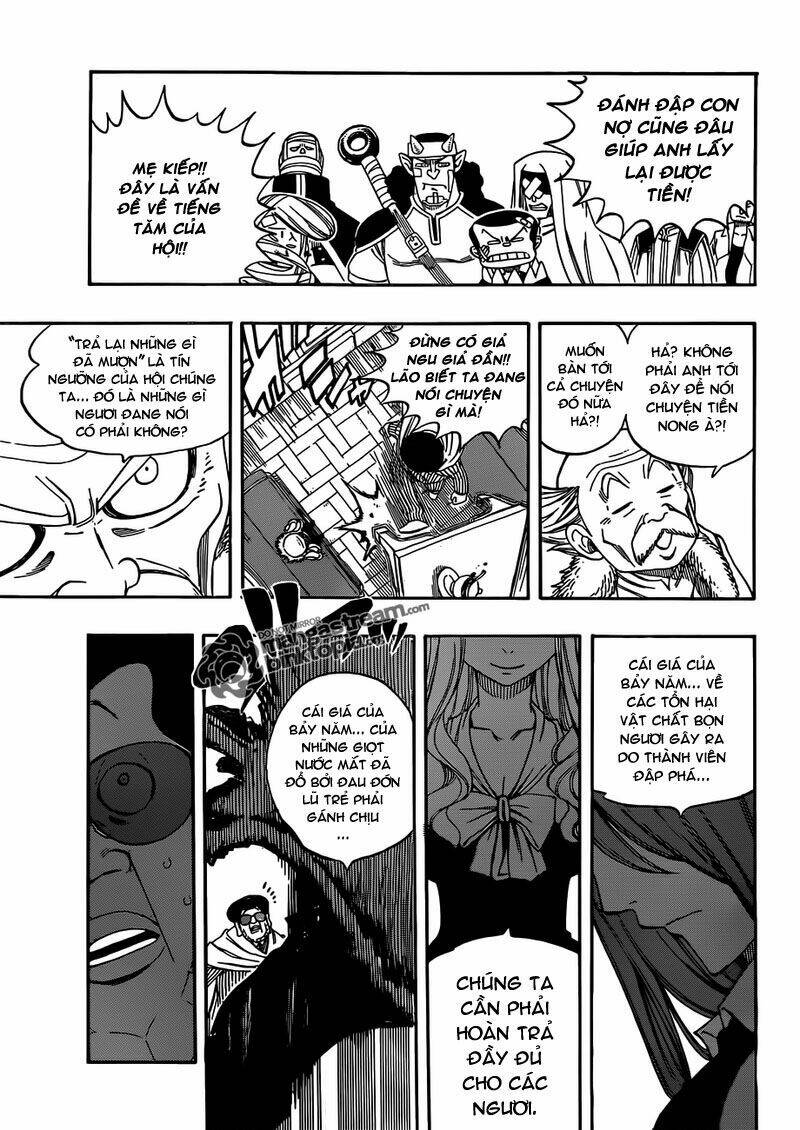 ĐÁNH ĐẬP CON
NỢ CŨNG ĐÂU
GIÚP ANH LẤY
LẠI ĐƯỢC
TIỀN!
MẸ KIẾP!!
ĐÂY LÀ VẤN
ĐỀ VỀ TIẾNG
TĂM CỦA
HỘI!!
HẢ? KHÔNG
PHẢI ANH TỚI
ĐÂY ĐỂ NÓI
CHUYỆN TIỀN
NONG À?!
MUỐN
BÀN TỚI
CẢ CHUYỆN
ĐÓ NỮA
HẢ?!
ĐỪNG CÓ GIẢ
NGU GIẢ ĐẦN!!
LÃO BIẾT TA ĐANG
NÓI CHUYỆN
GÌ MÀ!
"TRẢ LẠI NHỮNG GÌ
ĐÃ MƯỢN" LÀ TÍN
NGƯỠNG CỦA HỘI CHÚNG
TA... ĐÓ LÀ NHỮNG GÌ
NGƯƠI ĐANG NÓI
CÓ PHẢI KHÔNG?
DO NOT MIRROR
mangastream.com
CÁI GIÁ CỦA
BẢY NĂM... VỀ
CÁC TỔN HẠI
VẬT CHẤT BỌN
NGƯƠI GÂY RA
DO THÀNH VIÊN
ĐẬP PHÁ...
CHÚNG TA
CẦN PHẢI
HOÀN TRẢ
ĐẦY ĐỦ
CHO CÁC
NGƯƠI.
CÁI GIÁ CỦA
BẢY NĂM... CỦA
NHỮNG GIỌT
NƯỚC MẮT ĐÃ
ĐỔ BỞI ĐAU ĐỚN
LŨ TRẺ PHẢI
GÁNH CHỊU
...